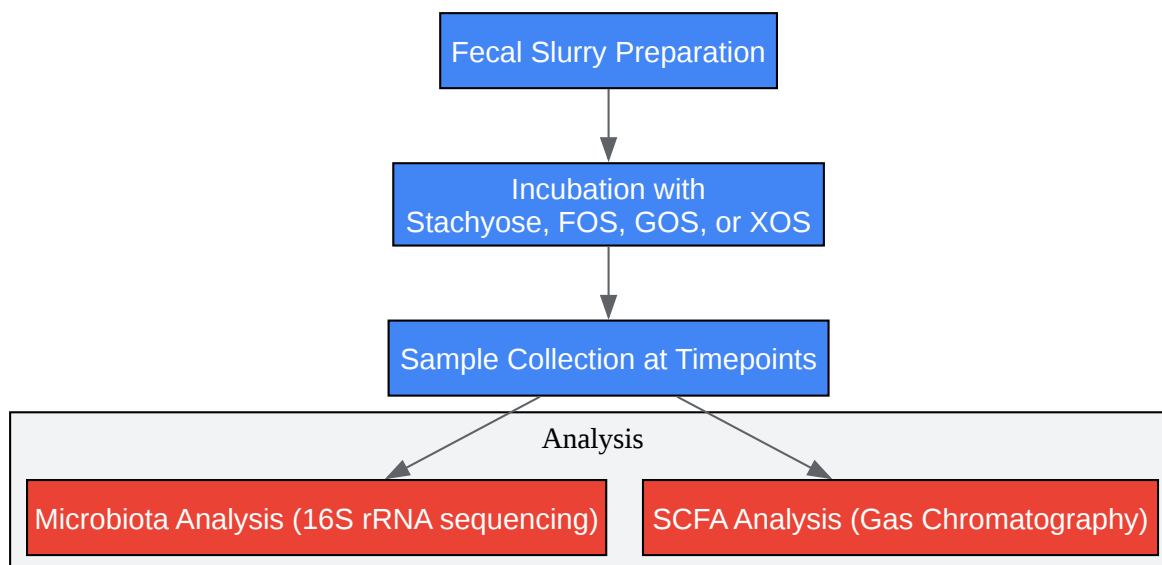 Fecal Slurry Preparation
Incubation with
Stachyose, FOS, GOS, or XOS
Sample Collection at Timepoints
Analysis
Microbiota Analysis (16S rRNA sequencing)
SCFA Analysis (Gas Chromatography)